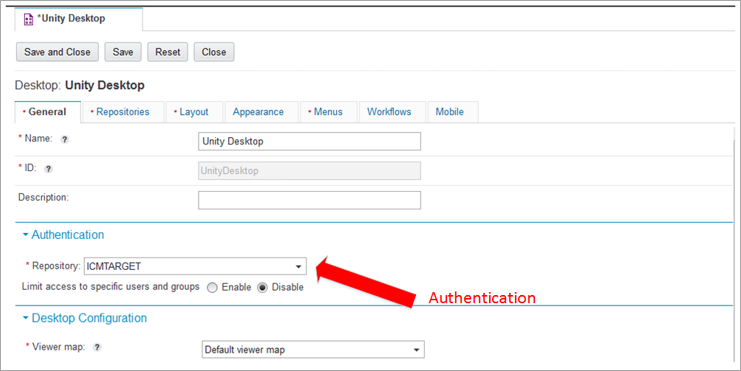 *Unity Desktop
Save and Close Save Reset Close
Desktop: Unity Desktop
* General * Repositories * Layout Appearance * Menus Workflows Mobile
* Name: ? Unity Desktop
* ID: ? UnityDesktop
Description:
Authentication
* Repository: ICMTARGET
Limit access to specific users and groups Enable Disable
Authentication
Desktop Configuration
* Viewer map: ? Default viewer map